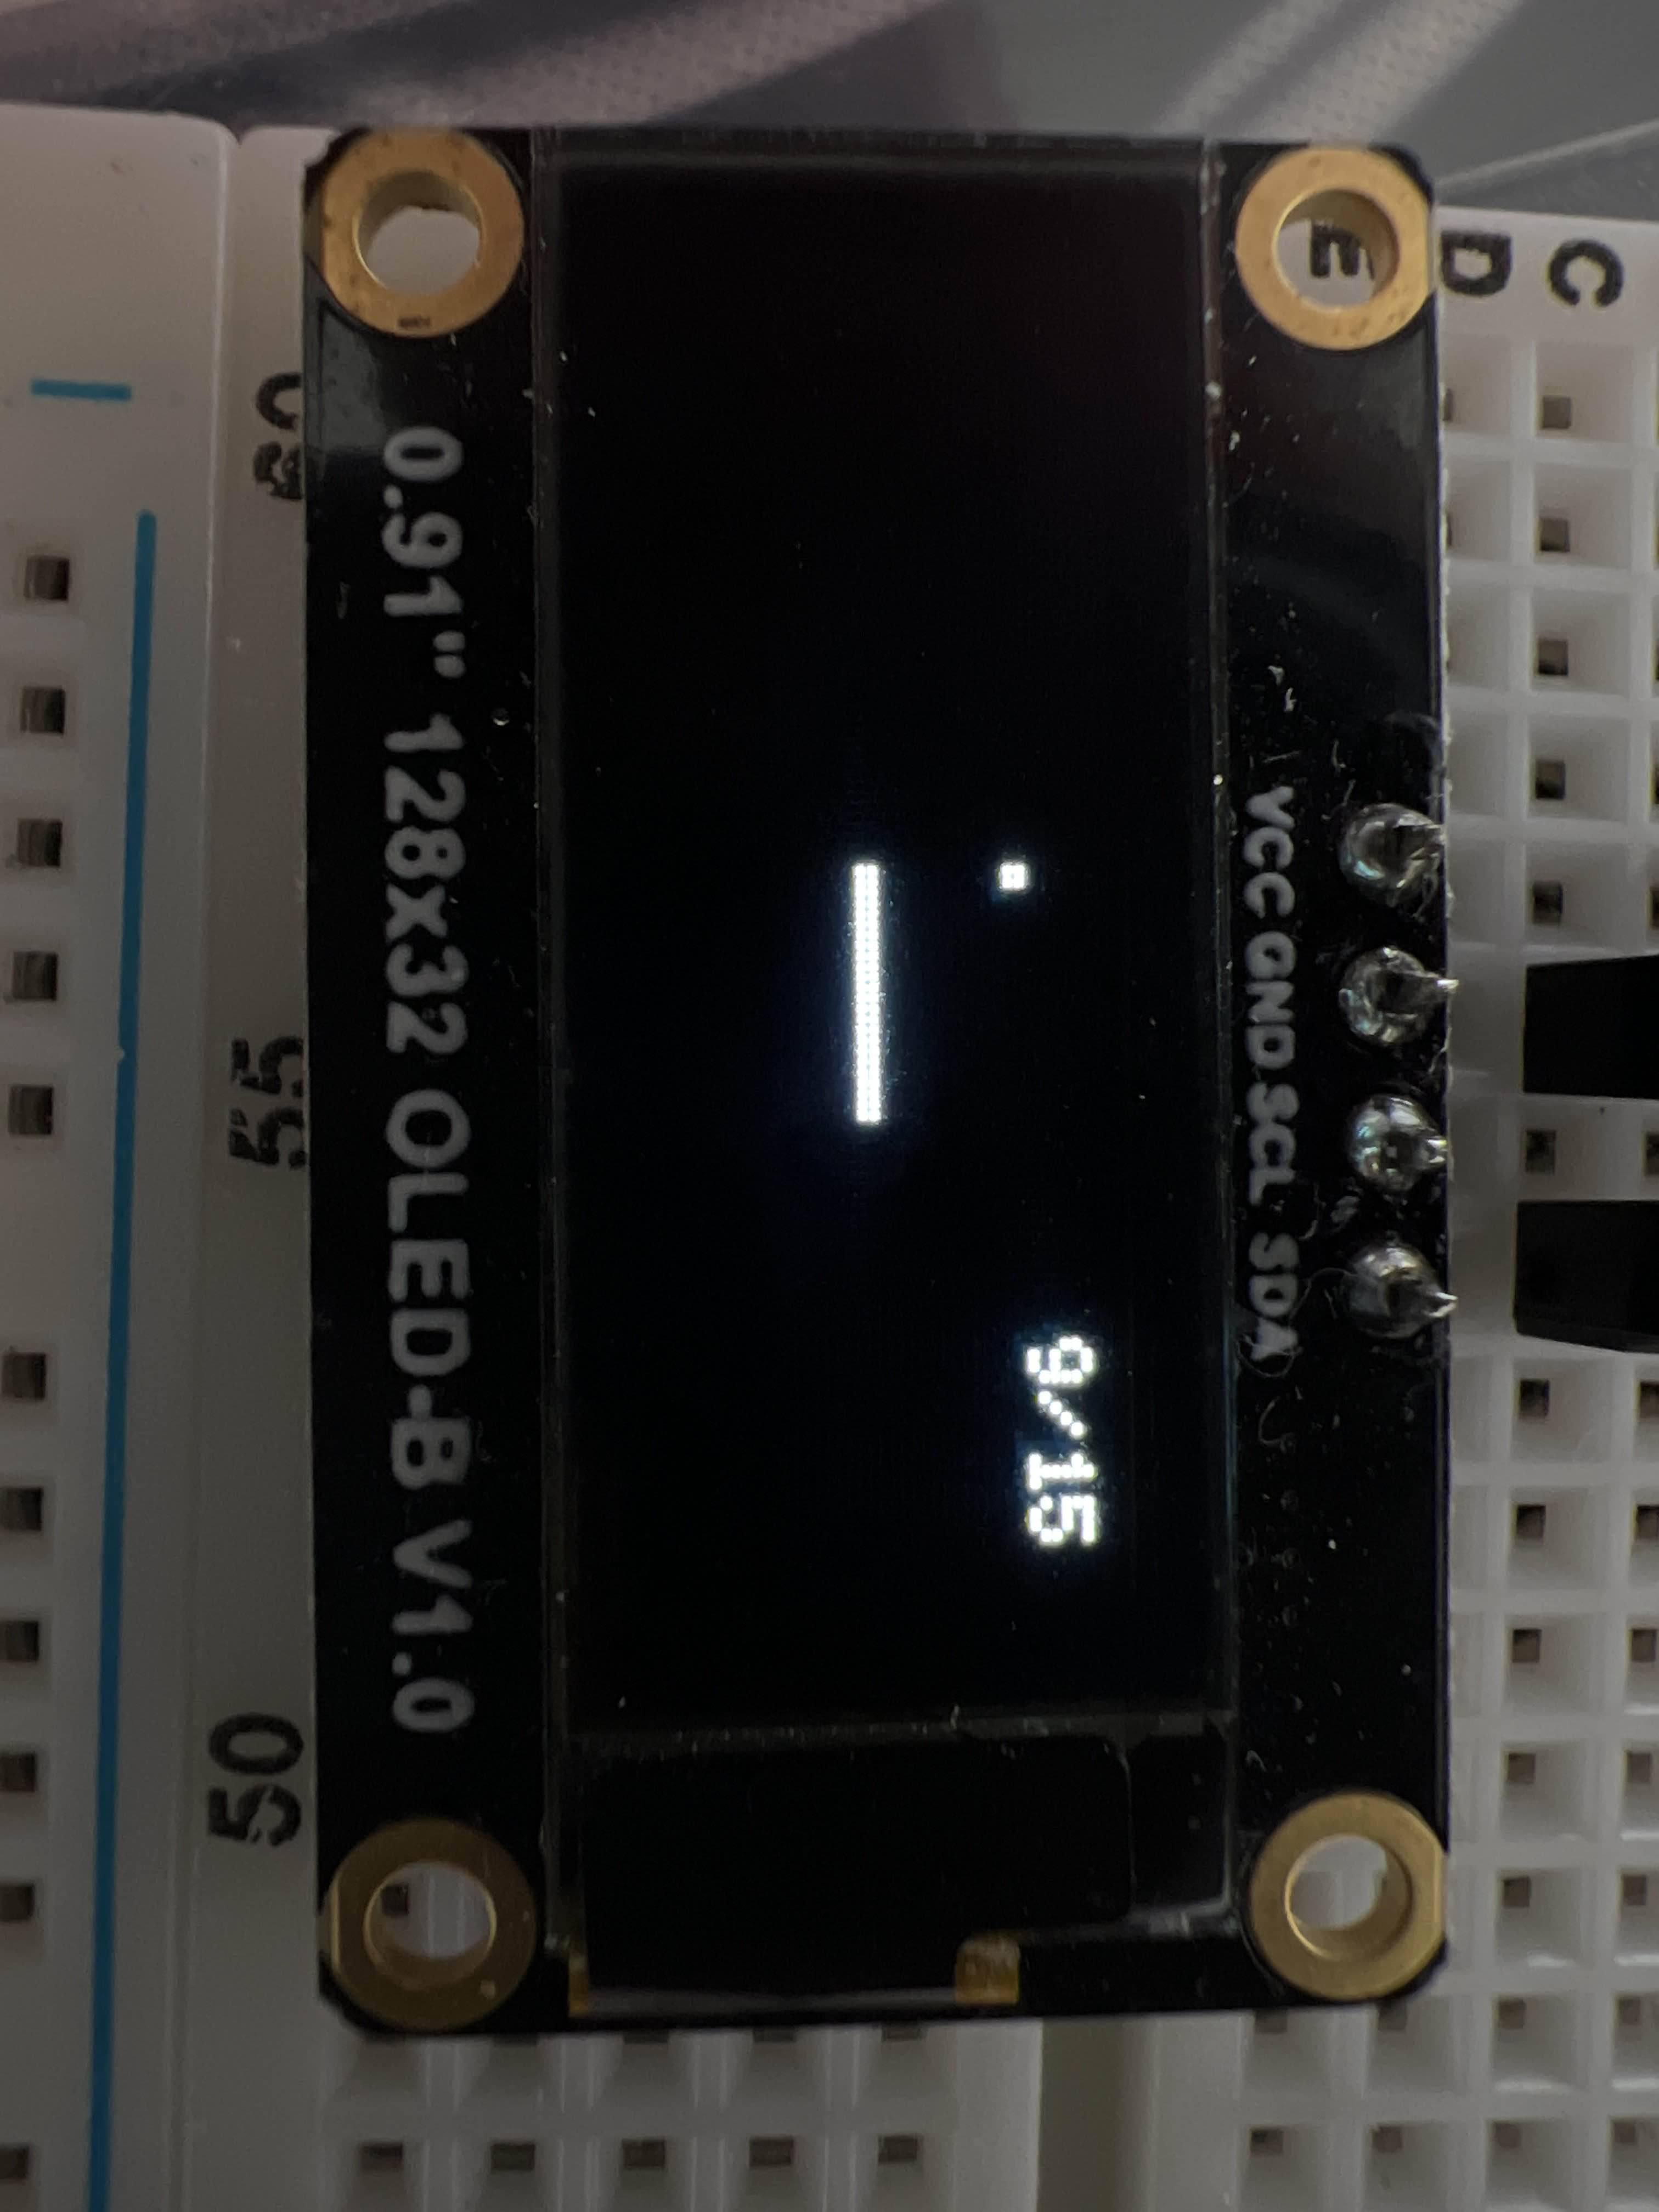 C
D
E
VCC GND SCL SDA
9/15
0.91" 128x32 OLED-B V1.0
60 55 50